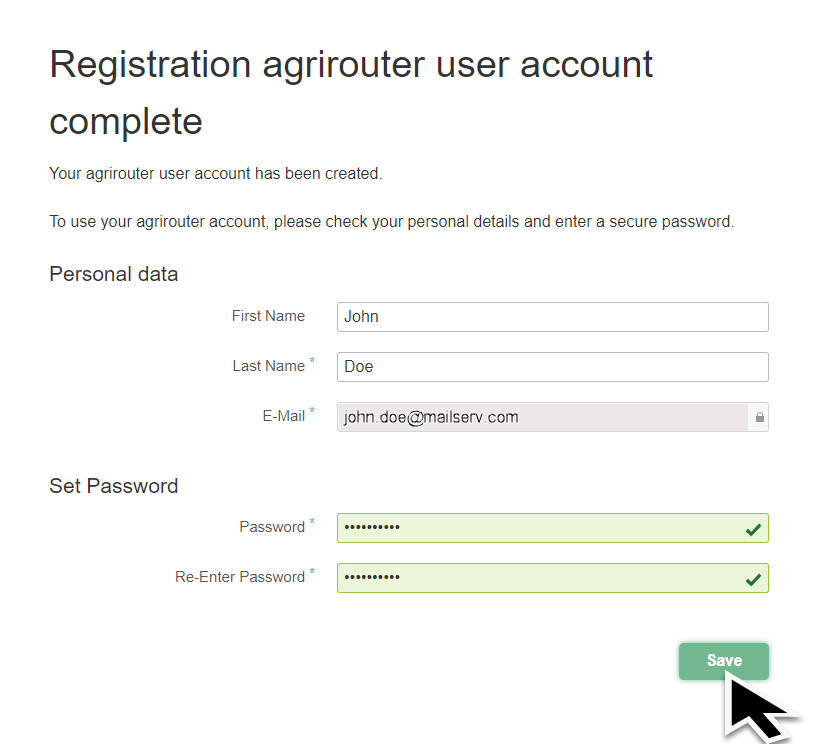 Registration agrirouter user account
complete
Your agrirouter user account has been created.
To use your agrirouter account, please check your personal details and enter a secure password.
Personal data
First Name John
Last Name * Doe
E-Mail * john.doe@mailserv.com
Set Password
Password * ••••••••••
Re-Enter Password * ••••••••••
Save